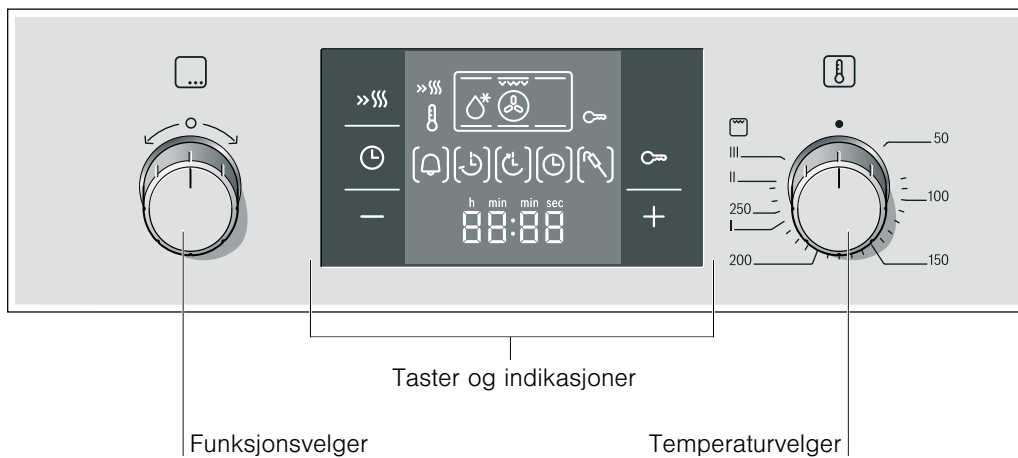 50
III
II
100
h min min sec
88:88
250
I
200
150
Taster og indikasjoner
Funksjonsvelger
Temperaturvelger